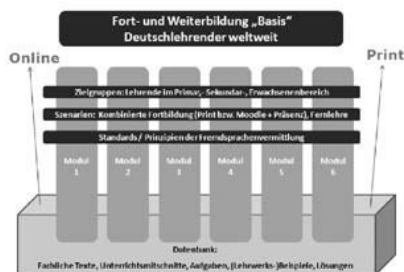 Fort- und Weiterbildung „Basis“
Deutschlehrender weltweit
Online
Print
Zielgruppen: Lehrende im Primar-, Sekundar-, Erwachsenenbereich
Szenarien: Kombinierte Fortbildung (Print bzw. Moodle + Präsenz), Fernlehre
Standards / Prinzipien der Fremdsprachenvermittlung
Modul 1
Modul 2
Modul 3
Modul 4
Modul 5
Modul 6
Datenbank:
Fachliche Texte, Unterrichtsmitschnitte, Aufgaben, (Lehrwerks-)Beispiele, Lösungen